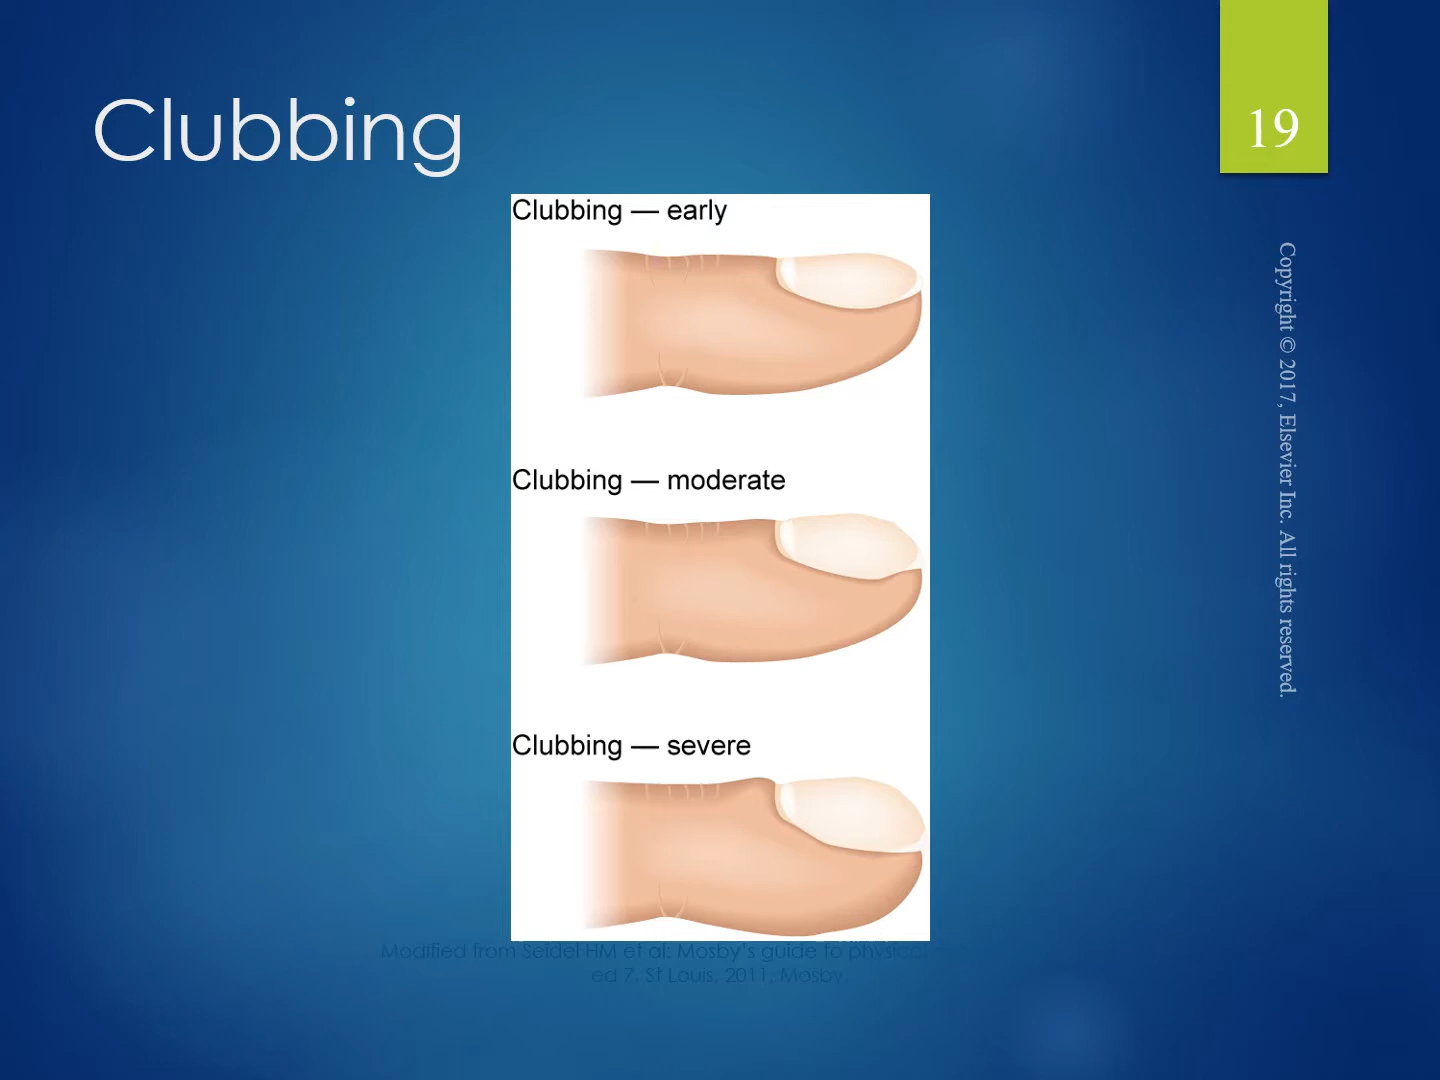 Clubbing
19
Clubbing — early
Clubbing — moderate
Clubbing — severe
Modified from Seidel HM et al: Mosby's guide to physical
ed 7, St Louis, 2011, Mosby.
Copyright © 2017, Elsevier Inc. All rights reserved.